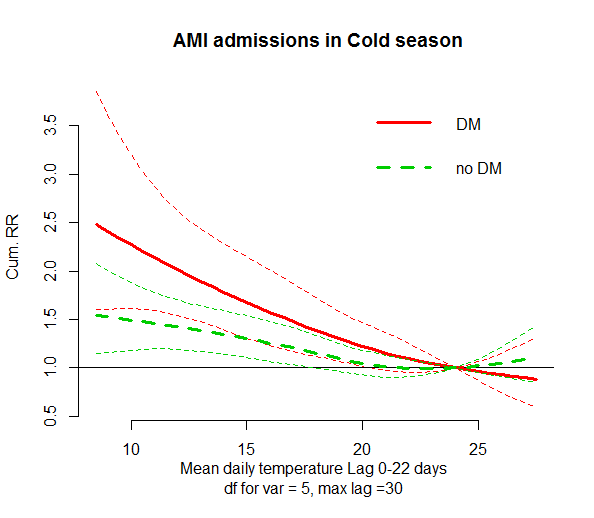 AMI admissions in Cold season
DM
no DM
Cum. RR
3.5
3.0
2.5
2.0
1.5
1.0
0.5
10 15 20 25
Mean daily temperature Lag 0-22 days
df for var = 5, max lag =30